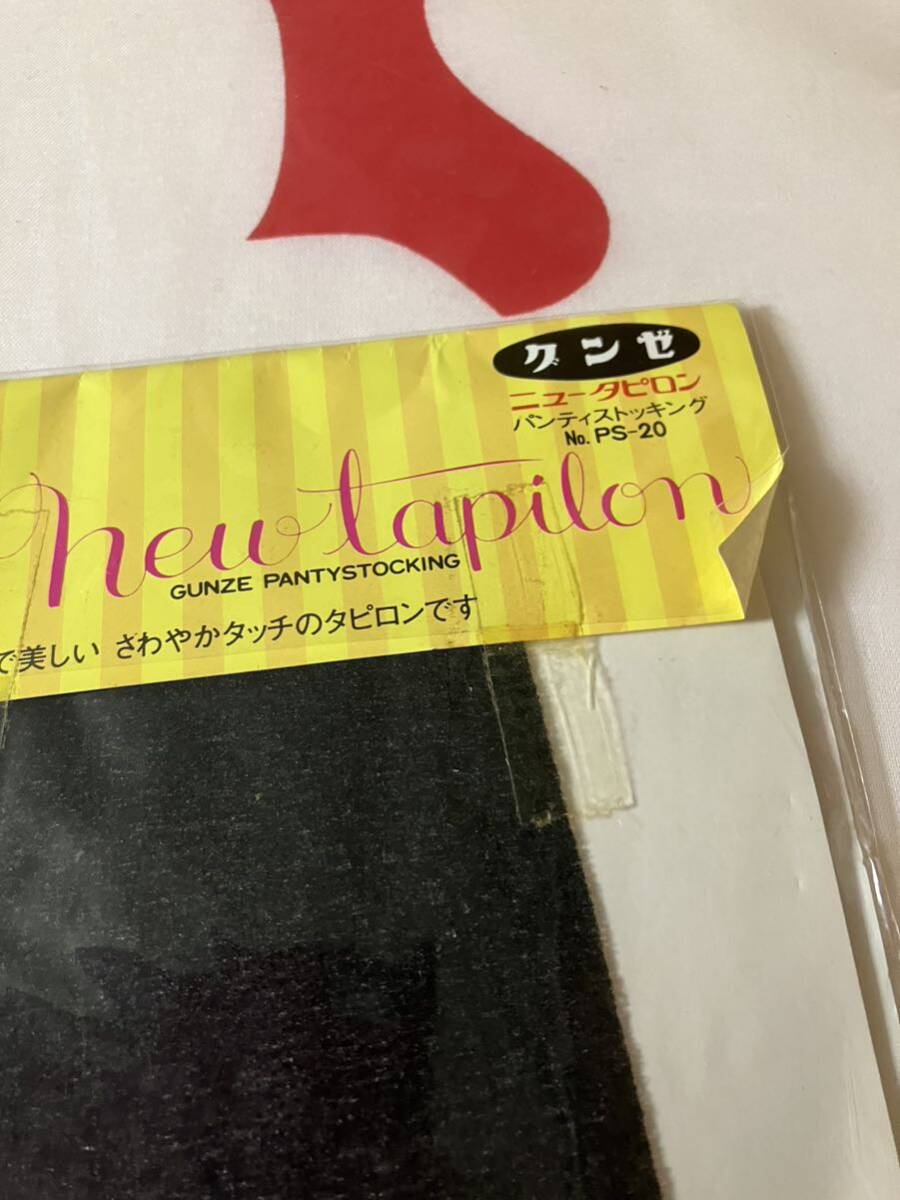 グンゼ
ニュータピロン
パンティストッキング
No. PS-20
new tapilon
GUNZE PANTYSTOCKING
で美しい さわやかタッチのタピロンです